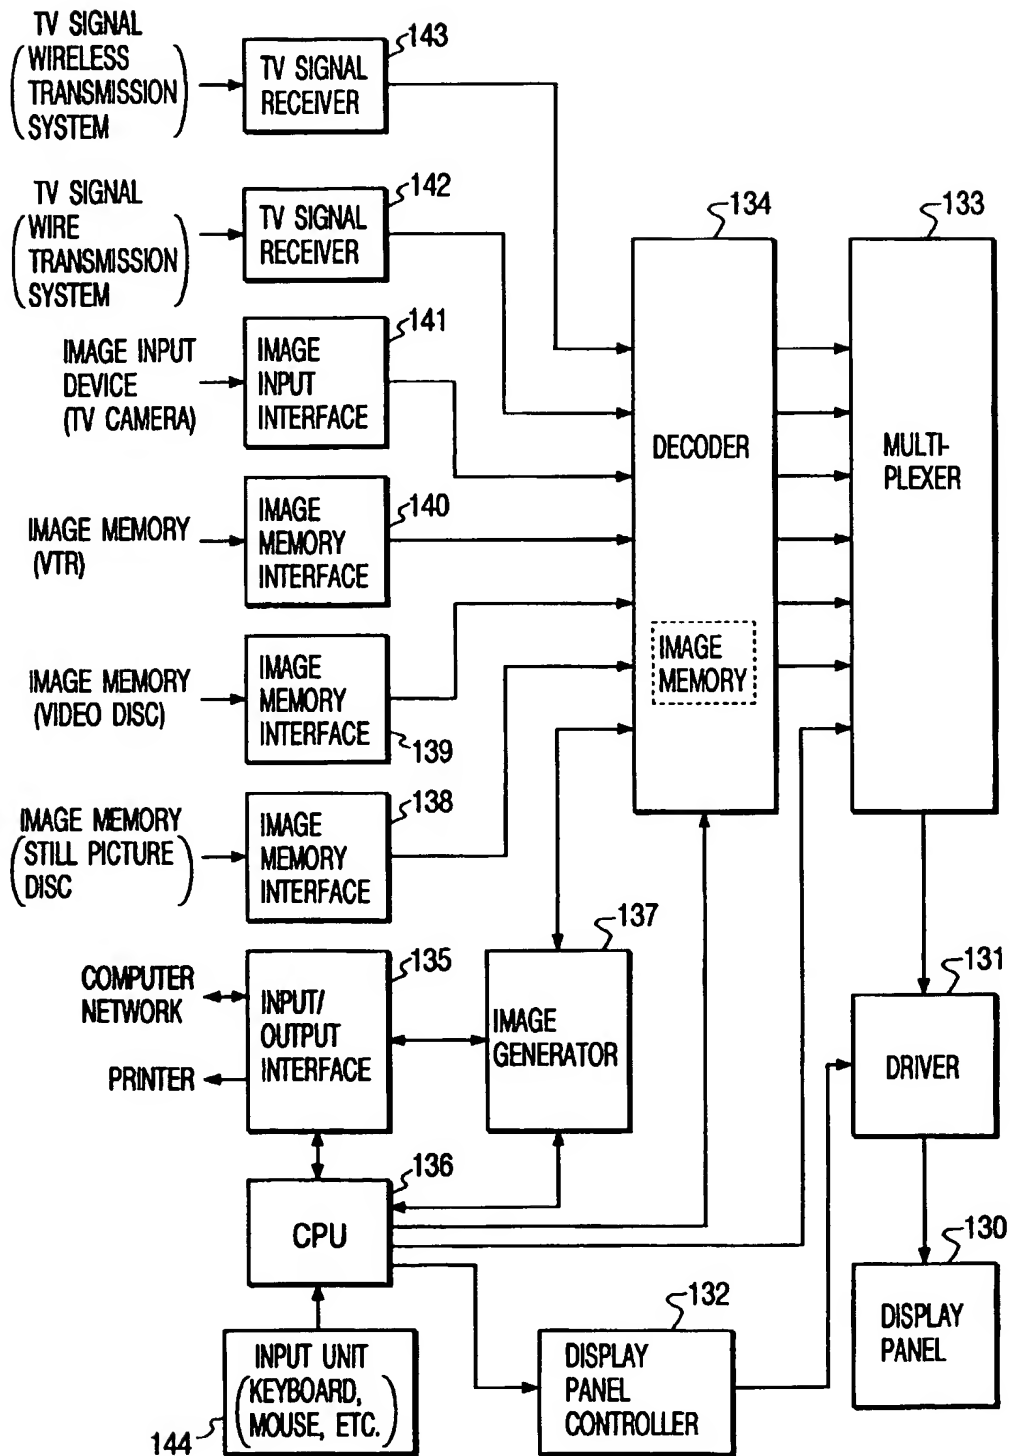 TV SIGNAL
(WIRELESS
TRANSMISSION
SYSTEM)
TV SIGNAL
RECEIVER
143
TV SIGNAL
(WIRE
TRANSMISSION
SYSTEM)
TV SIGNAL
RECEIVER
142
IMAGE INPUT
DEVICE
(TV CAMERA)
IMAGE
INPUT
INTERFACE
141
IMAGE MEMORY
(VTR)
IMAGE
MEMORY
INTERFACE
140
IMAGE MEMORY
(VIDEO DISC)
IMAGE
MEMORY
INTERFACE
139
IMAGE MEMORY
(STILL PICTURE
DISC)
IMAGE
MEMORY
INTERFACE
138
134
DECODER
IMAGE
MEMORY
133
MULTI-
PLEXER
COMPUTER
NETWORK
PRINTER
135
INPUT/
OUTPUT
INTERFACE
137
IMAGE
GENERATOR
131
DRIVER
136
CPU
130
DISPLAY
PANEL
132
DISPLAY
PANEL
CONTROLLER
INPUT UNIT
(KEYBOARD,
MOUSE, ETC.)
144